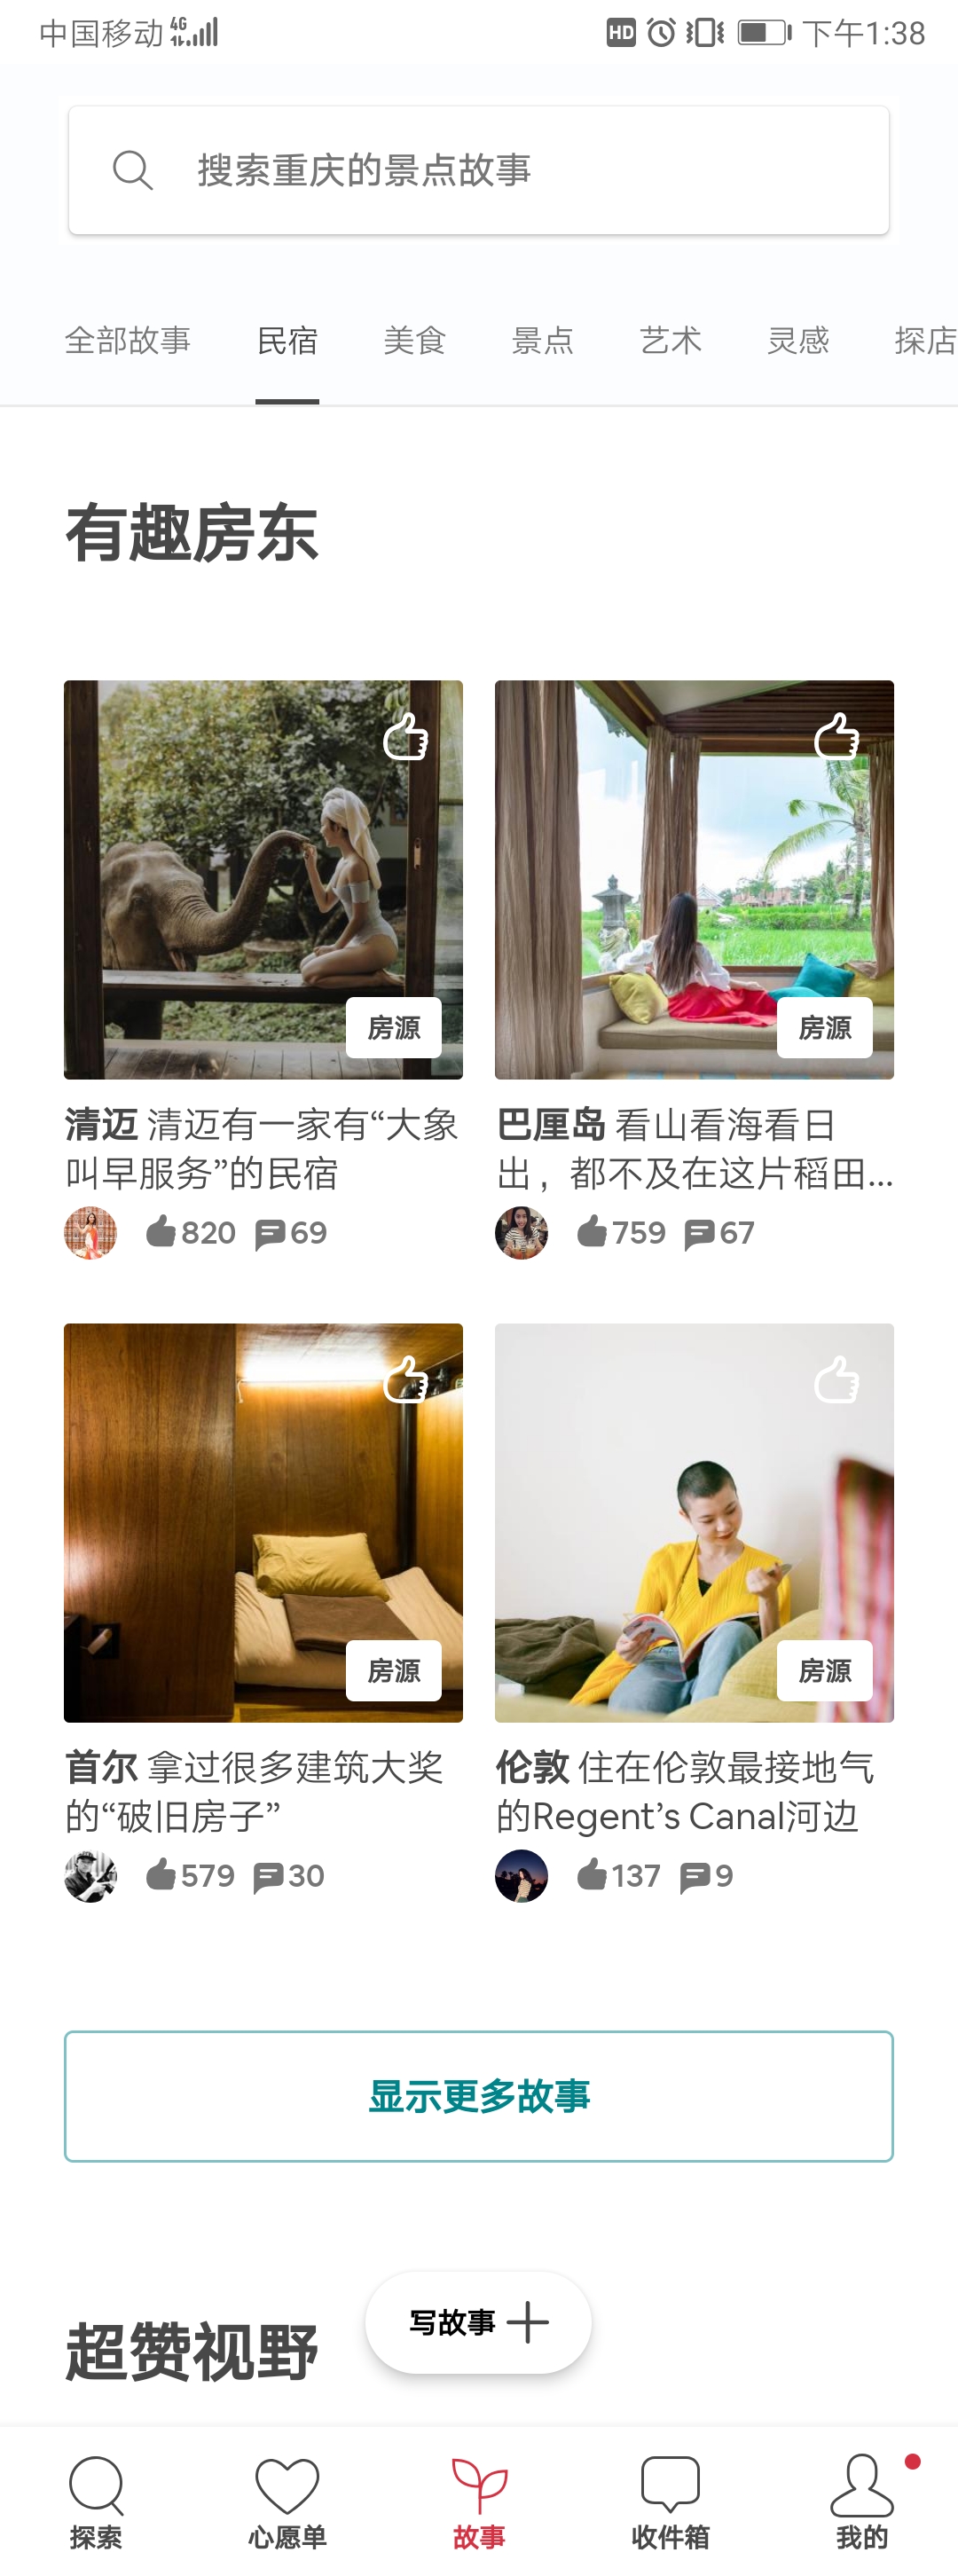 中国移动 4G HD 下午1:38
搜索重庆的景点故事
全部故事 民宿 美食 景点 艺术 灵感 探店
有趣房东
房源 房源
清迈 清迈有一家有“大象
叫早服务”的民宿
820 69
巴厘岛 看山看海看日
出，都不及在这片稻田...
759 67
房源 房源
首尔 拿过很多建筑大奖
的“破旧房子”
579 30
伦敦 住在伦敦最接地气
的Regent’s Canal河边
137 9
显示更多故事
写故事
超赞视野
探索 心愿单 故事 收件箱 我的